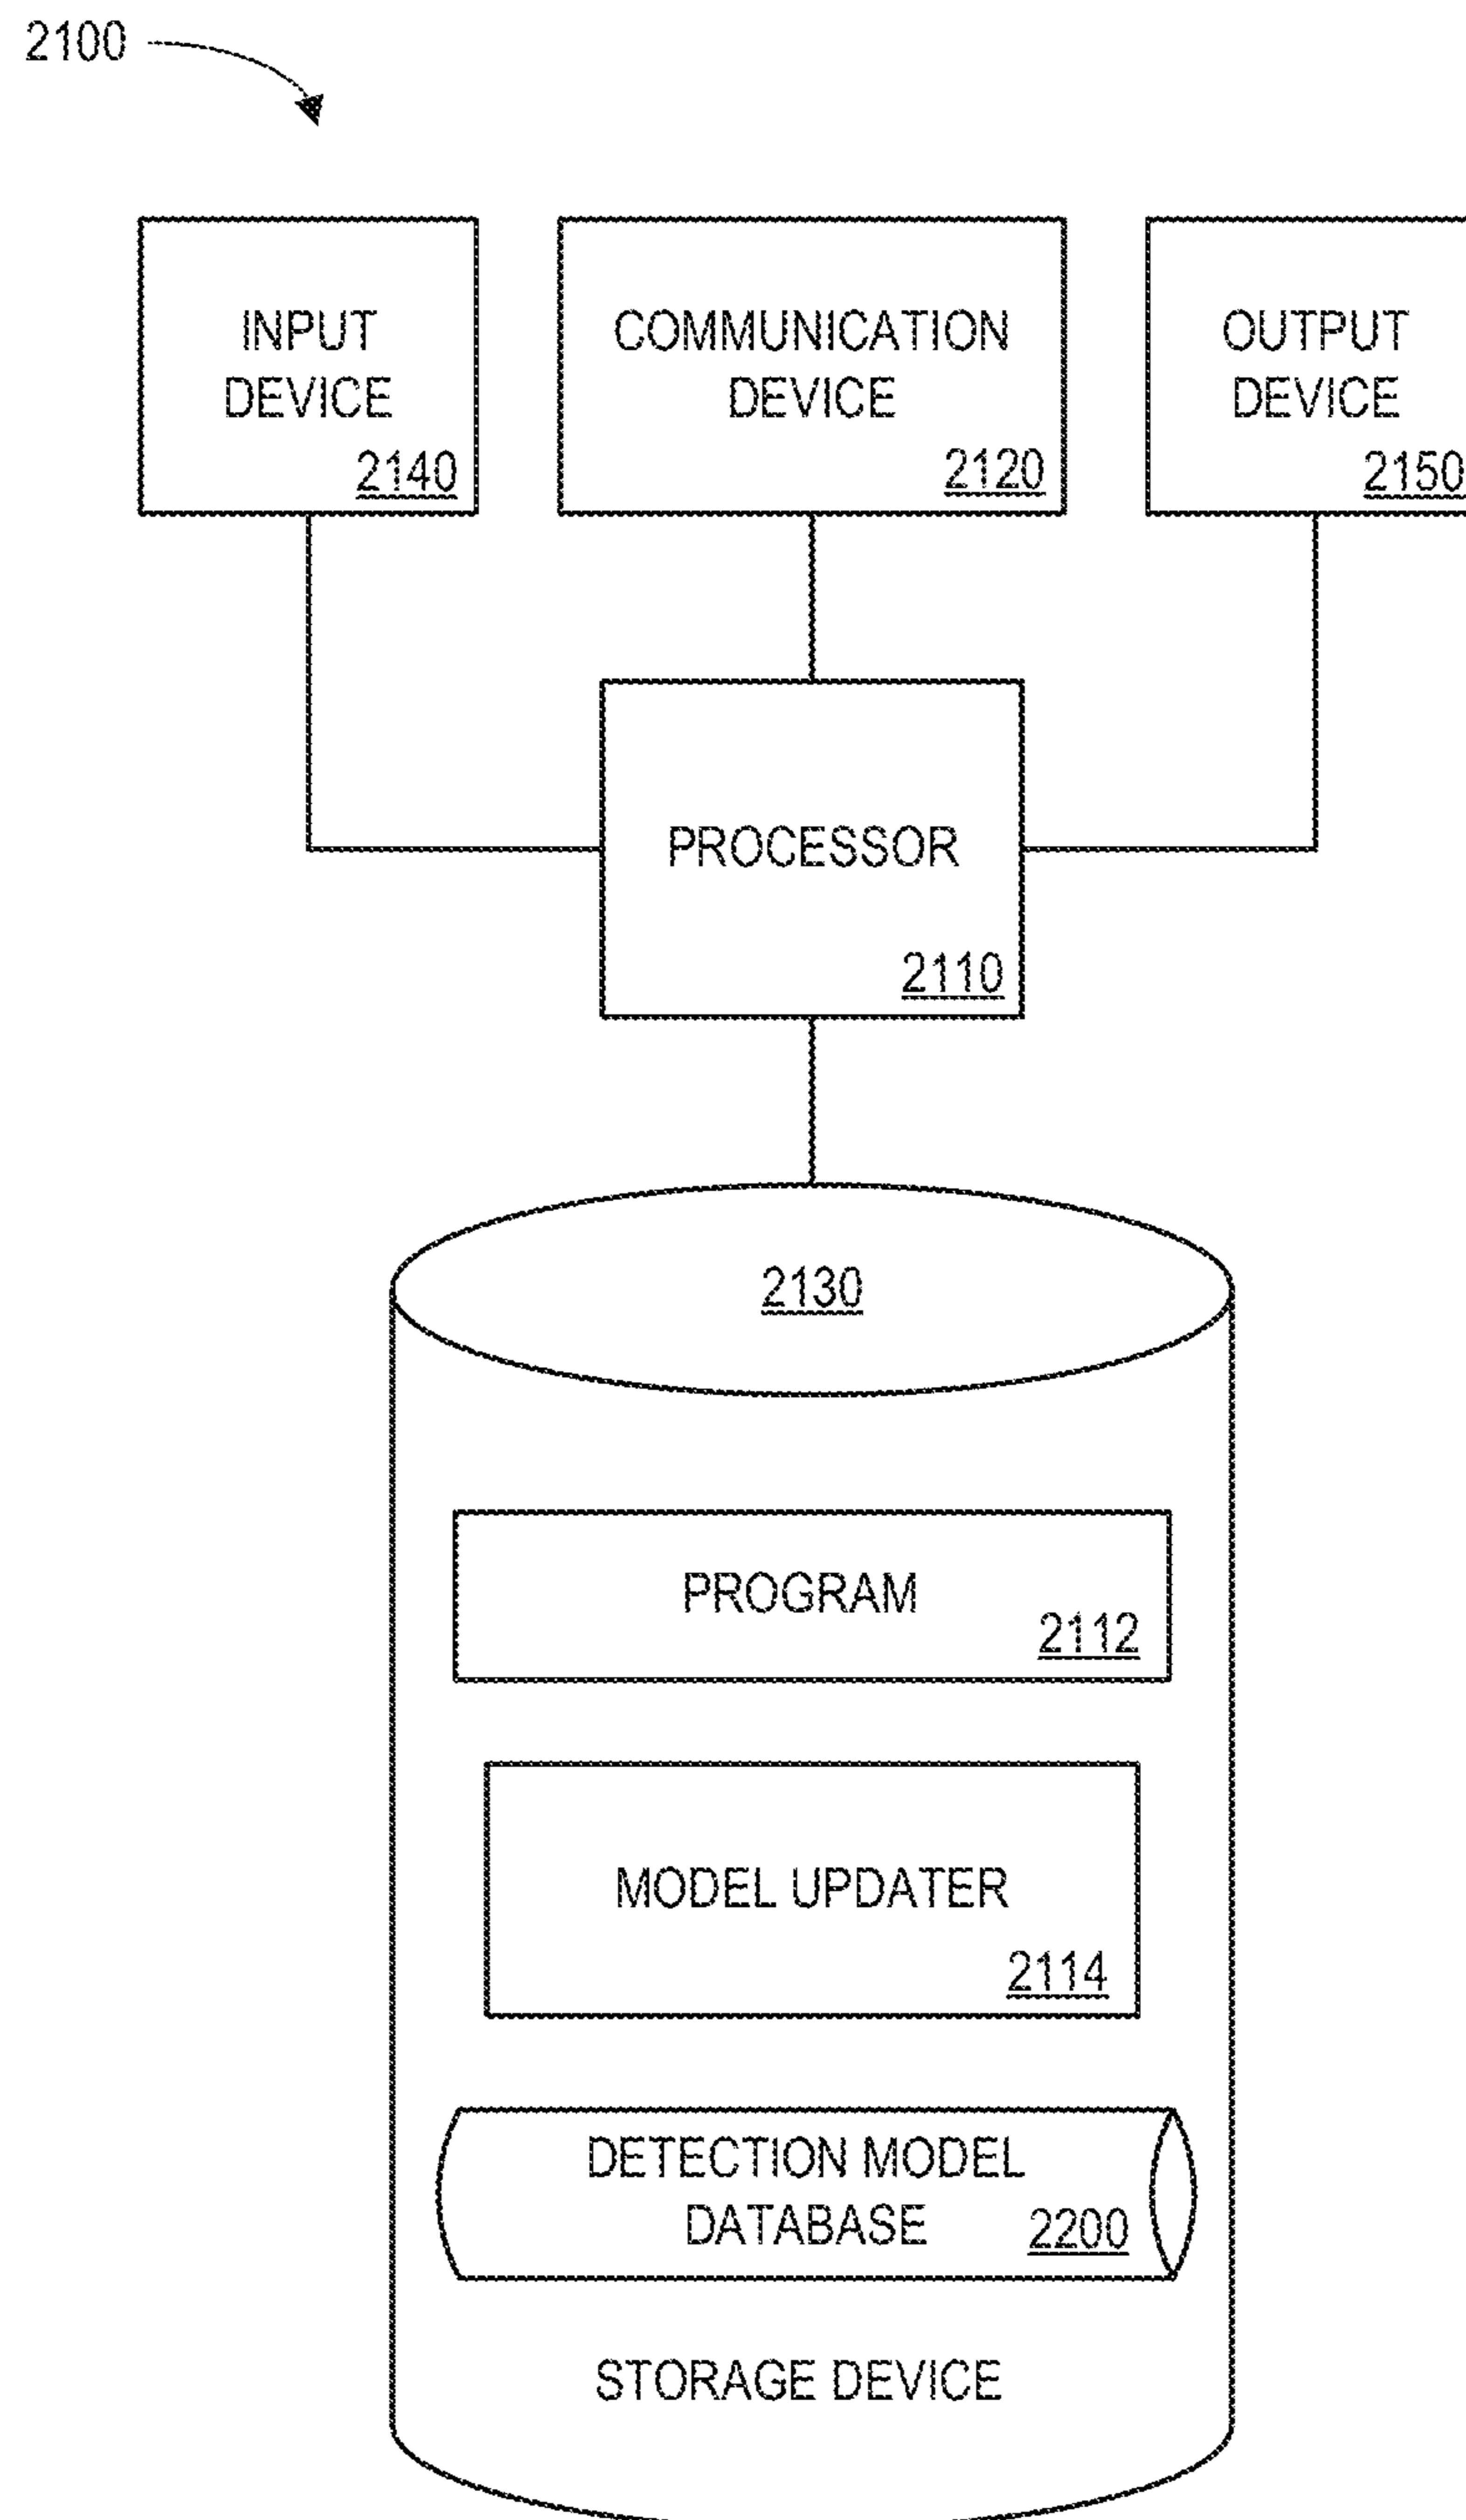 2100
INPUT
DEVICE
2140
COMMUNICATION
DEVICE
2120
OUTPUT
DEVICE
2150
PROCESSOR
2110
2130
PROGRAM
2112
MODEL UPDATER
2114
DETECTION MODEL
DATABASE
2200
STORAGE DEVICE